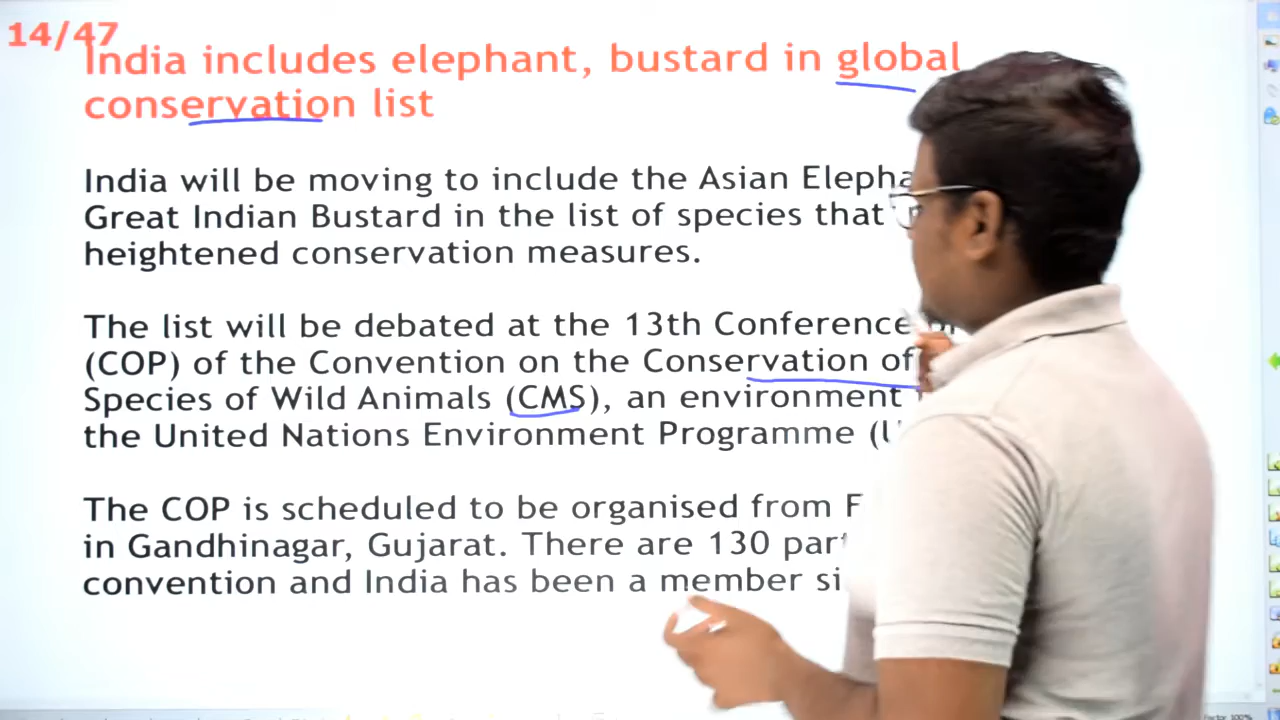 14/47
India includes elephant, bustard in global
conservation list
India will be moving to include the Asian
Great Indian Bustard in the list of species that
heightened conservation measures.
The list will be debated at the 13th Conference
(COP) of the Convention on the Conservation of
Species of Wild Animals (CMS), an environment
the United Nations Environment Programme
The COP is scheduled to be organised from
in Gandhinagar, Gujarat. There are 130
convention and India has been a member